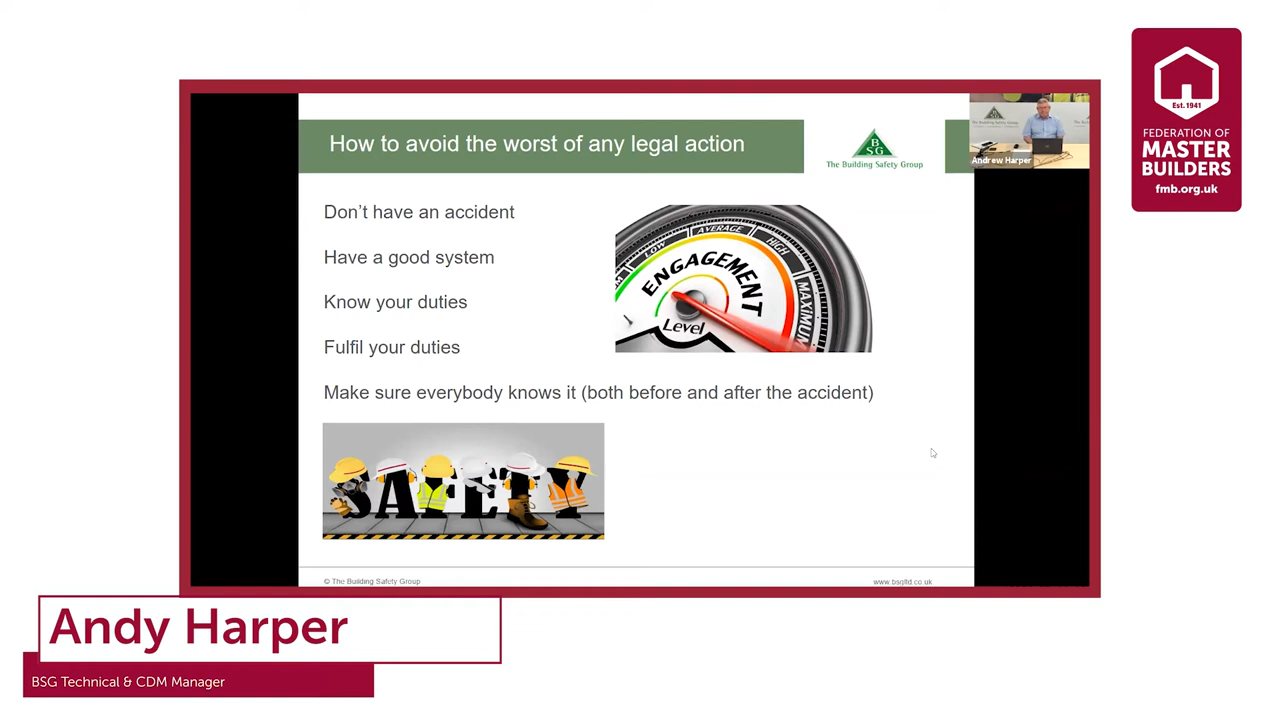 How to avoid the worst of any legal action
B
S G
The Building Safety Group
Andrew Harper
Est. 1941
FEDERATION OF
MASTER
BUILDERS
fmb.org.uk
Don't have an accident
Have a good system
Know your duties
Fulfil your duties
Make sure everybody knows it (both before and after the accident)
LOW
AVERAGE
HIGH
MAXIMUM
ENGAGEMENT
Level
SAFETY
© The Building Safety Group
www.bsgltd.co.uk
Andy Harper
BSG Technical & CDM Manager